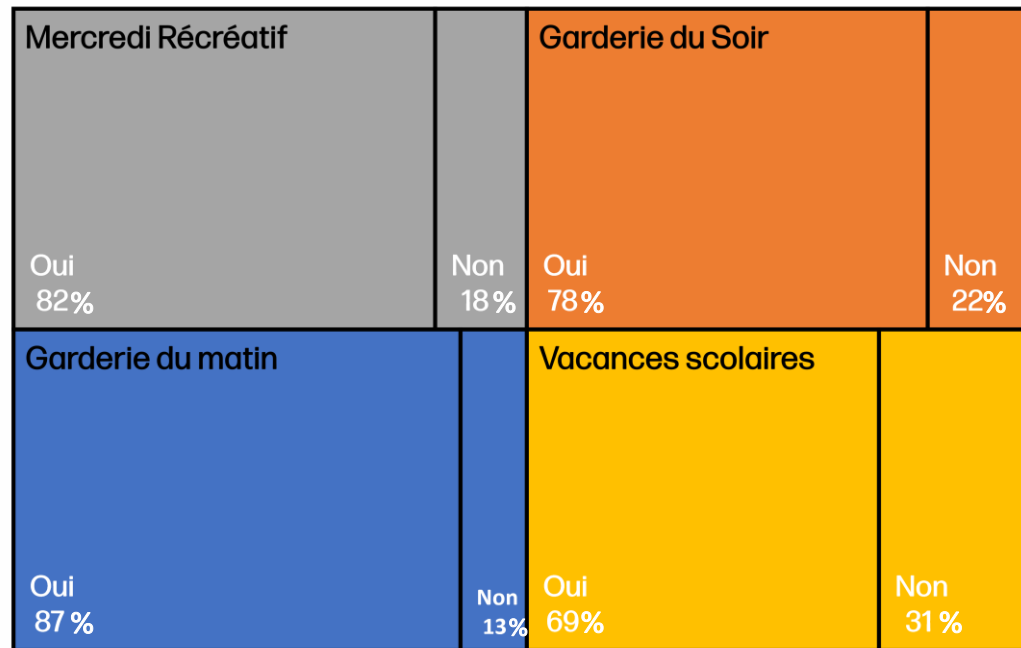 Mercredi Récréatif
Oui
82%
Non
18%
Garderie du Soir
Oui
78%
Non
22%
Garderie du matin
Oui
87 %
Non
13%
Vacances scolaires
Oui
69%
Non
31 %